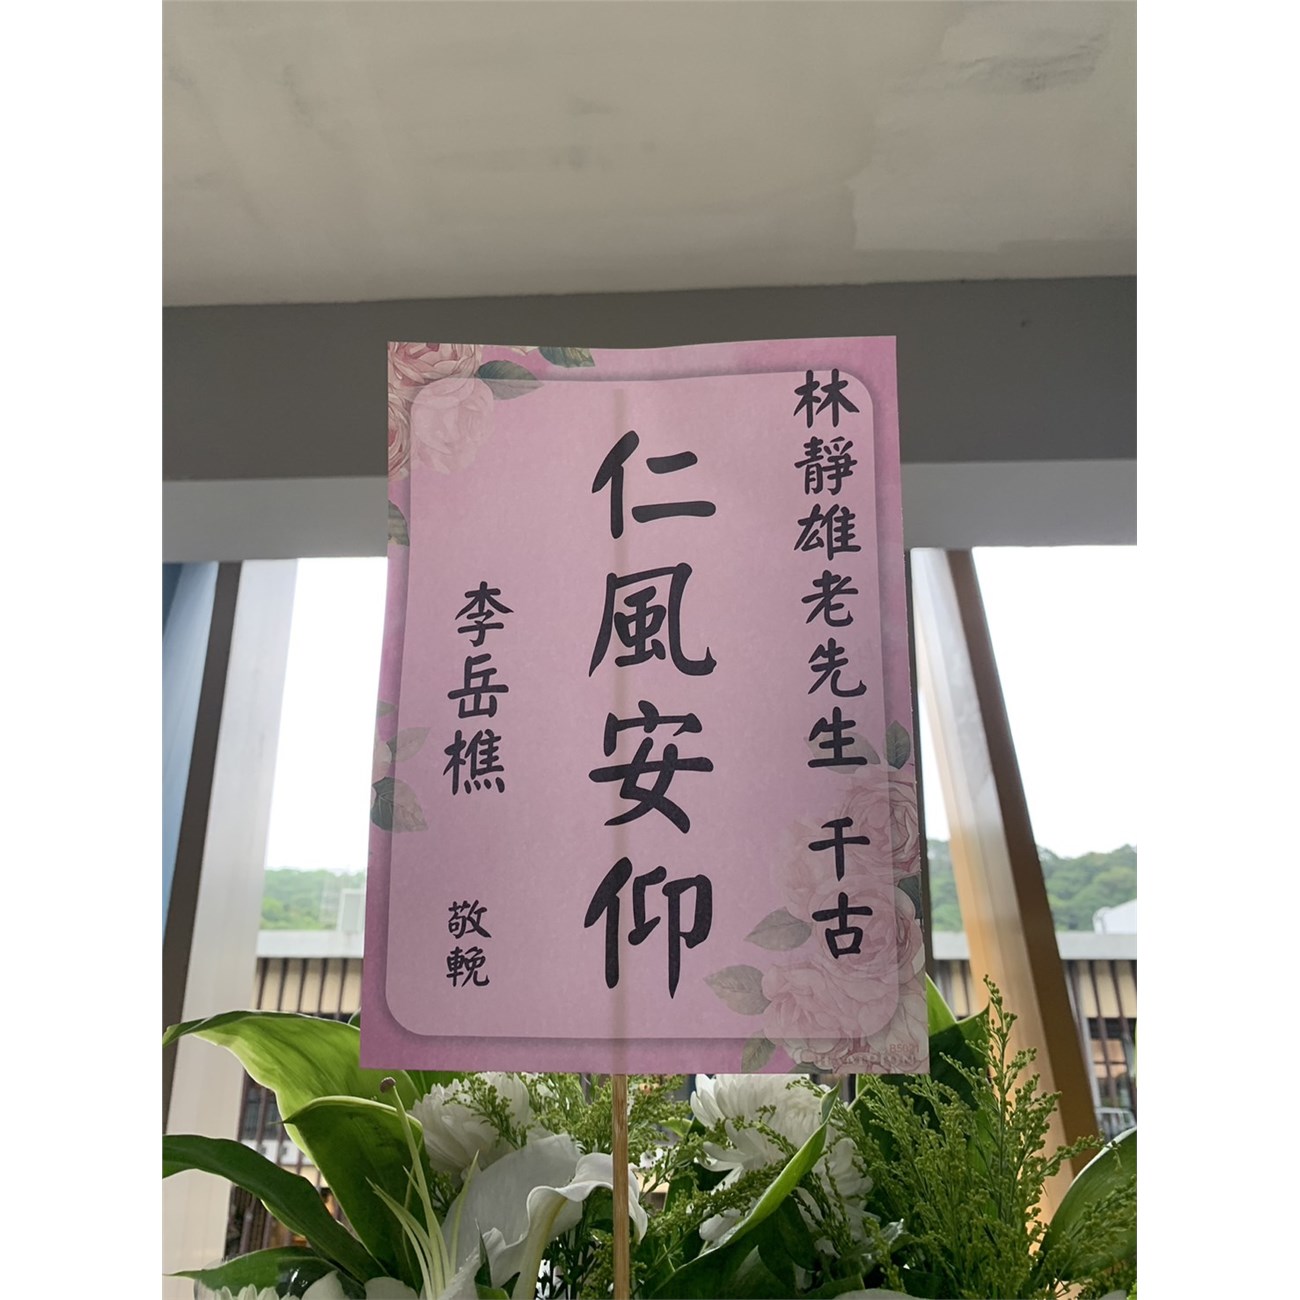 林靜雄老先生 千古
仁風安仰
李岳樵 敬輓